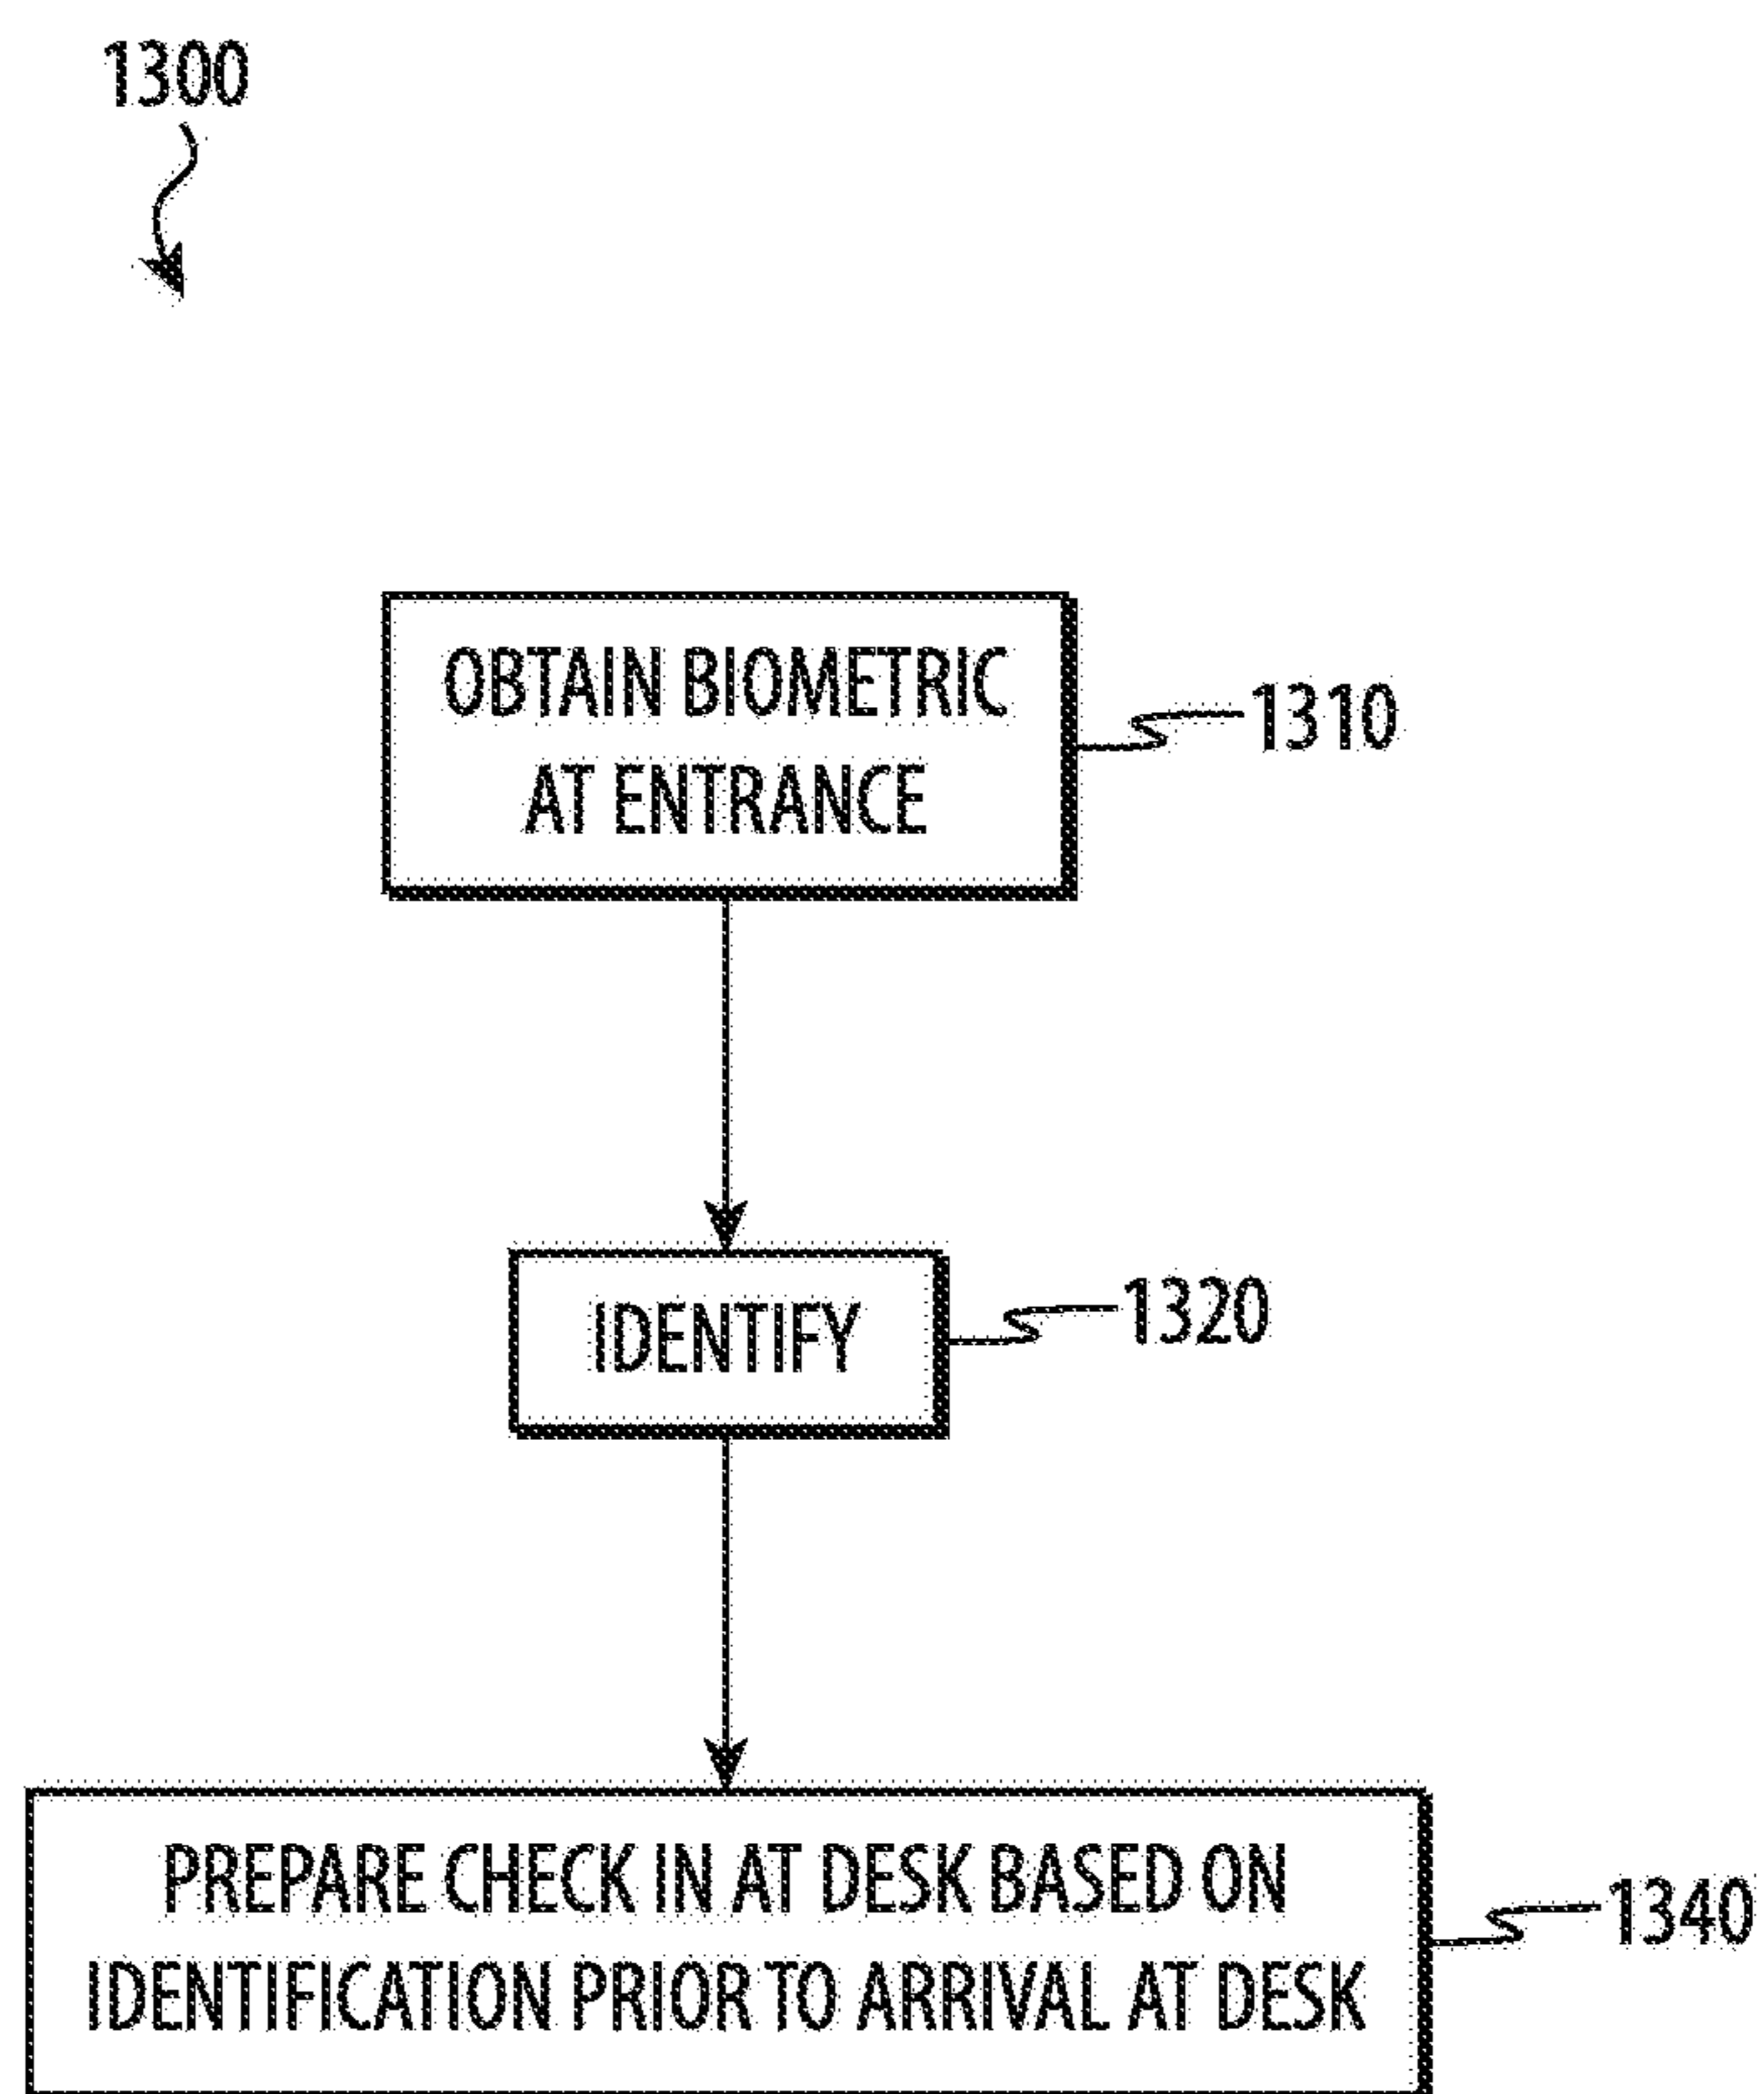 1300
OBTAIN BIOMETRIC
AT ENTRANCE
1310
IDENTIFY
1320
PREPARE CHECK IN AT DESK BASED ON
IDENTIFICATION PRIOR TO ARRIVAL AT DESK
1340